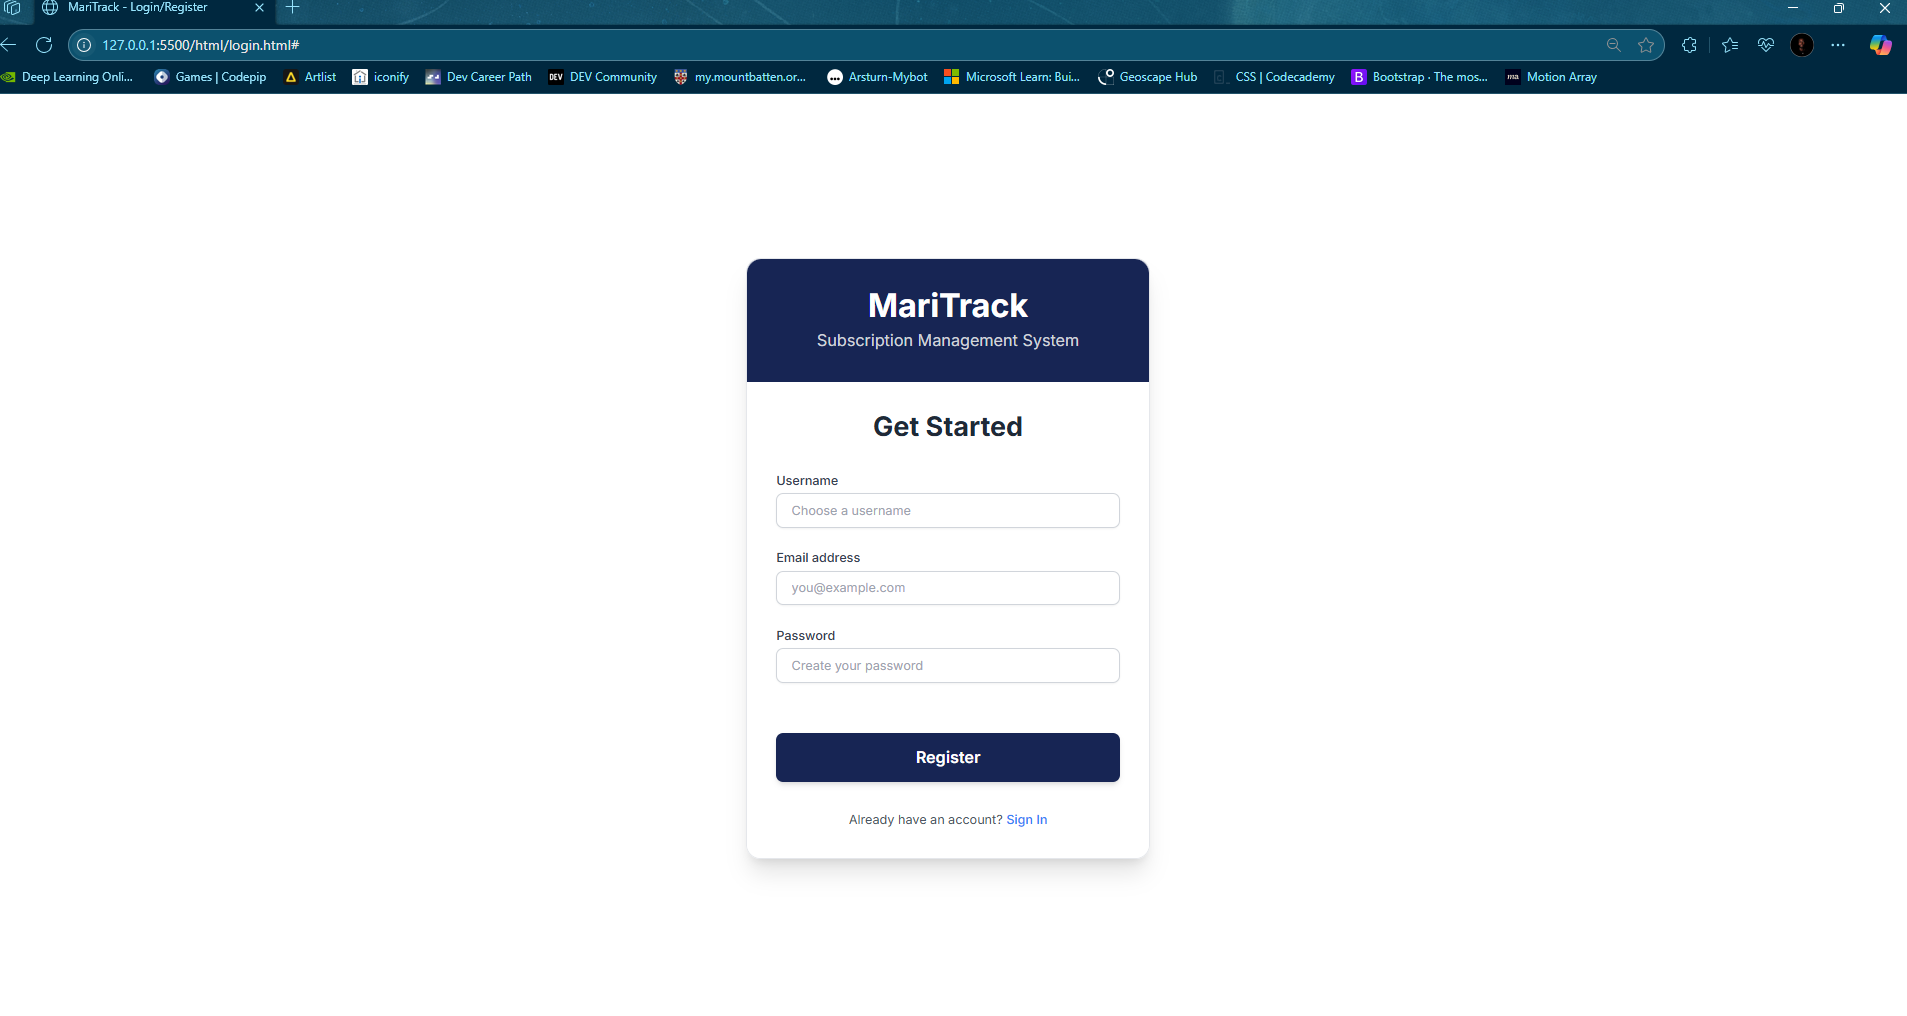 MariTrack - Login/Register
127.0.0.1:5500/html/login.html#
Deep Learning Onli... Games | Codepip Artlist iconify Dev Career Path DEV DEV Community my.mountbatten.or... Arsturn-Mybot Microsoft Learn: Bui... Geoscape Hub CSS | Codecademy B Bootstrap · The mos... ma Motion Array
MariTrack
Subscription Management System
Get Started
Username
Choose a username
Email address
you@example.com
Password
Create your password
Register
Already have an account? Sign In